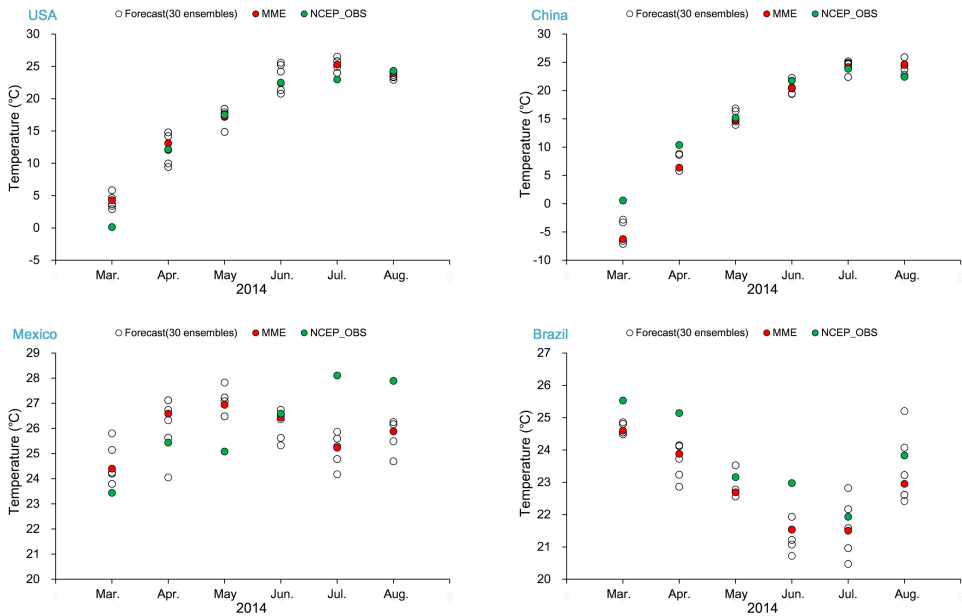 USA
Forecast(30 ensembles) MME NCEP_OBS
Temperature (°C)
30
25
20
15
10
5
0
-5
Mar. Apr. May Jun. Jul. Aug.
2014
China
Forecast(30 ensembles) MME NCEP_OBS
Temperature (°C)
30
25
20
15
10
5
0
-5
-10
Mar. Apr. May Jun. Jul. Aug.
2014
Mexico
Forecast(30 ensembles) MME NCEP_OBS
Temperature (°C)
29
28
27
26
25
24
23
22
21
20
Mar. Apr. May Jun. Jul. Aug.
2014
Brazil
Forecast(30 ensembles) MME NCEP_OBS
Temperature (°C)
27
26
25
24
23
22
21
20
Mar. Apr. May Jun. Jul. Aug.
2014